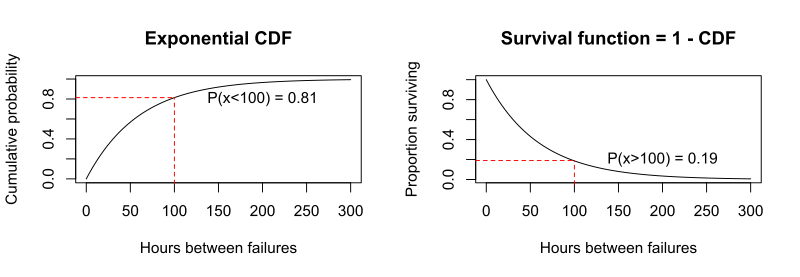 Exponential CDF
Cumulative probability
0.0 0.4 0.8
P(x<100) = 0.81
0 50 100 150 200 250 300
Hours between failures
Survival function = 1 - CDF
Proportion surviving
0.0 0.4 0.8
P(x>100) = 0.19
0 50 100 150 200 250 300
Hours between failures